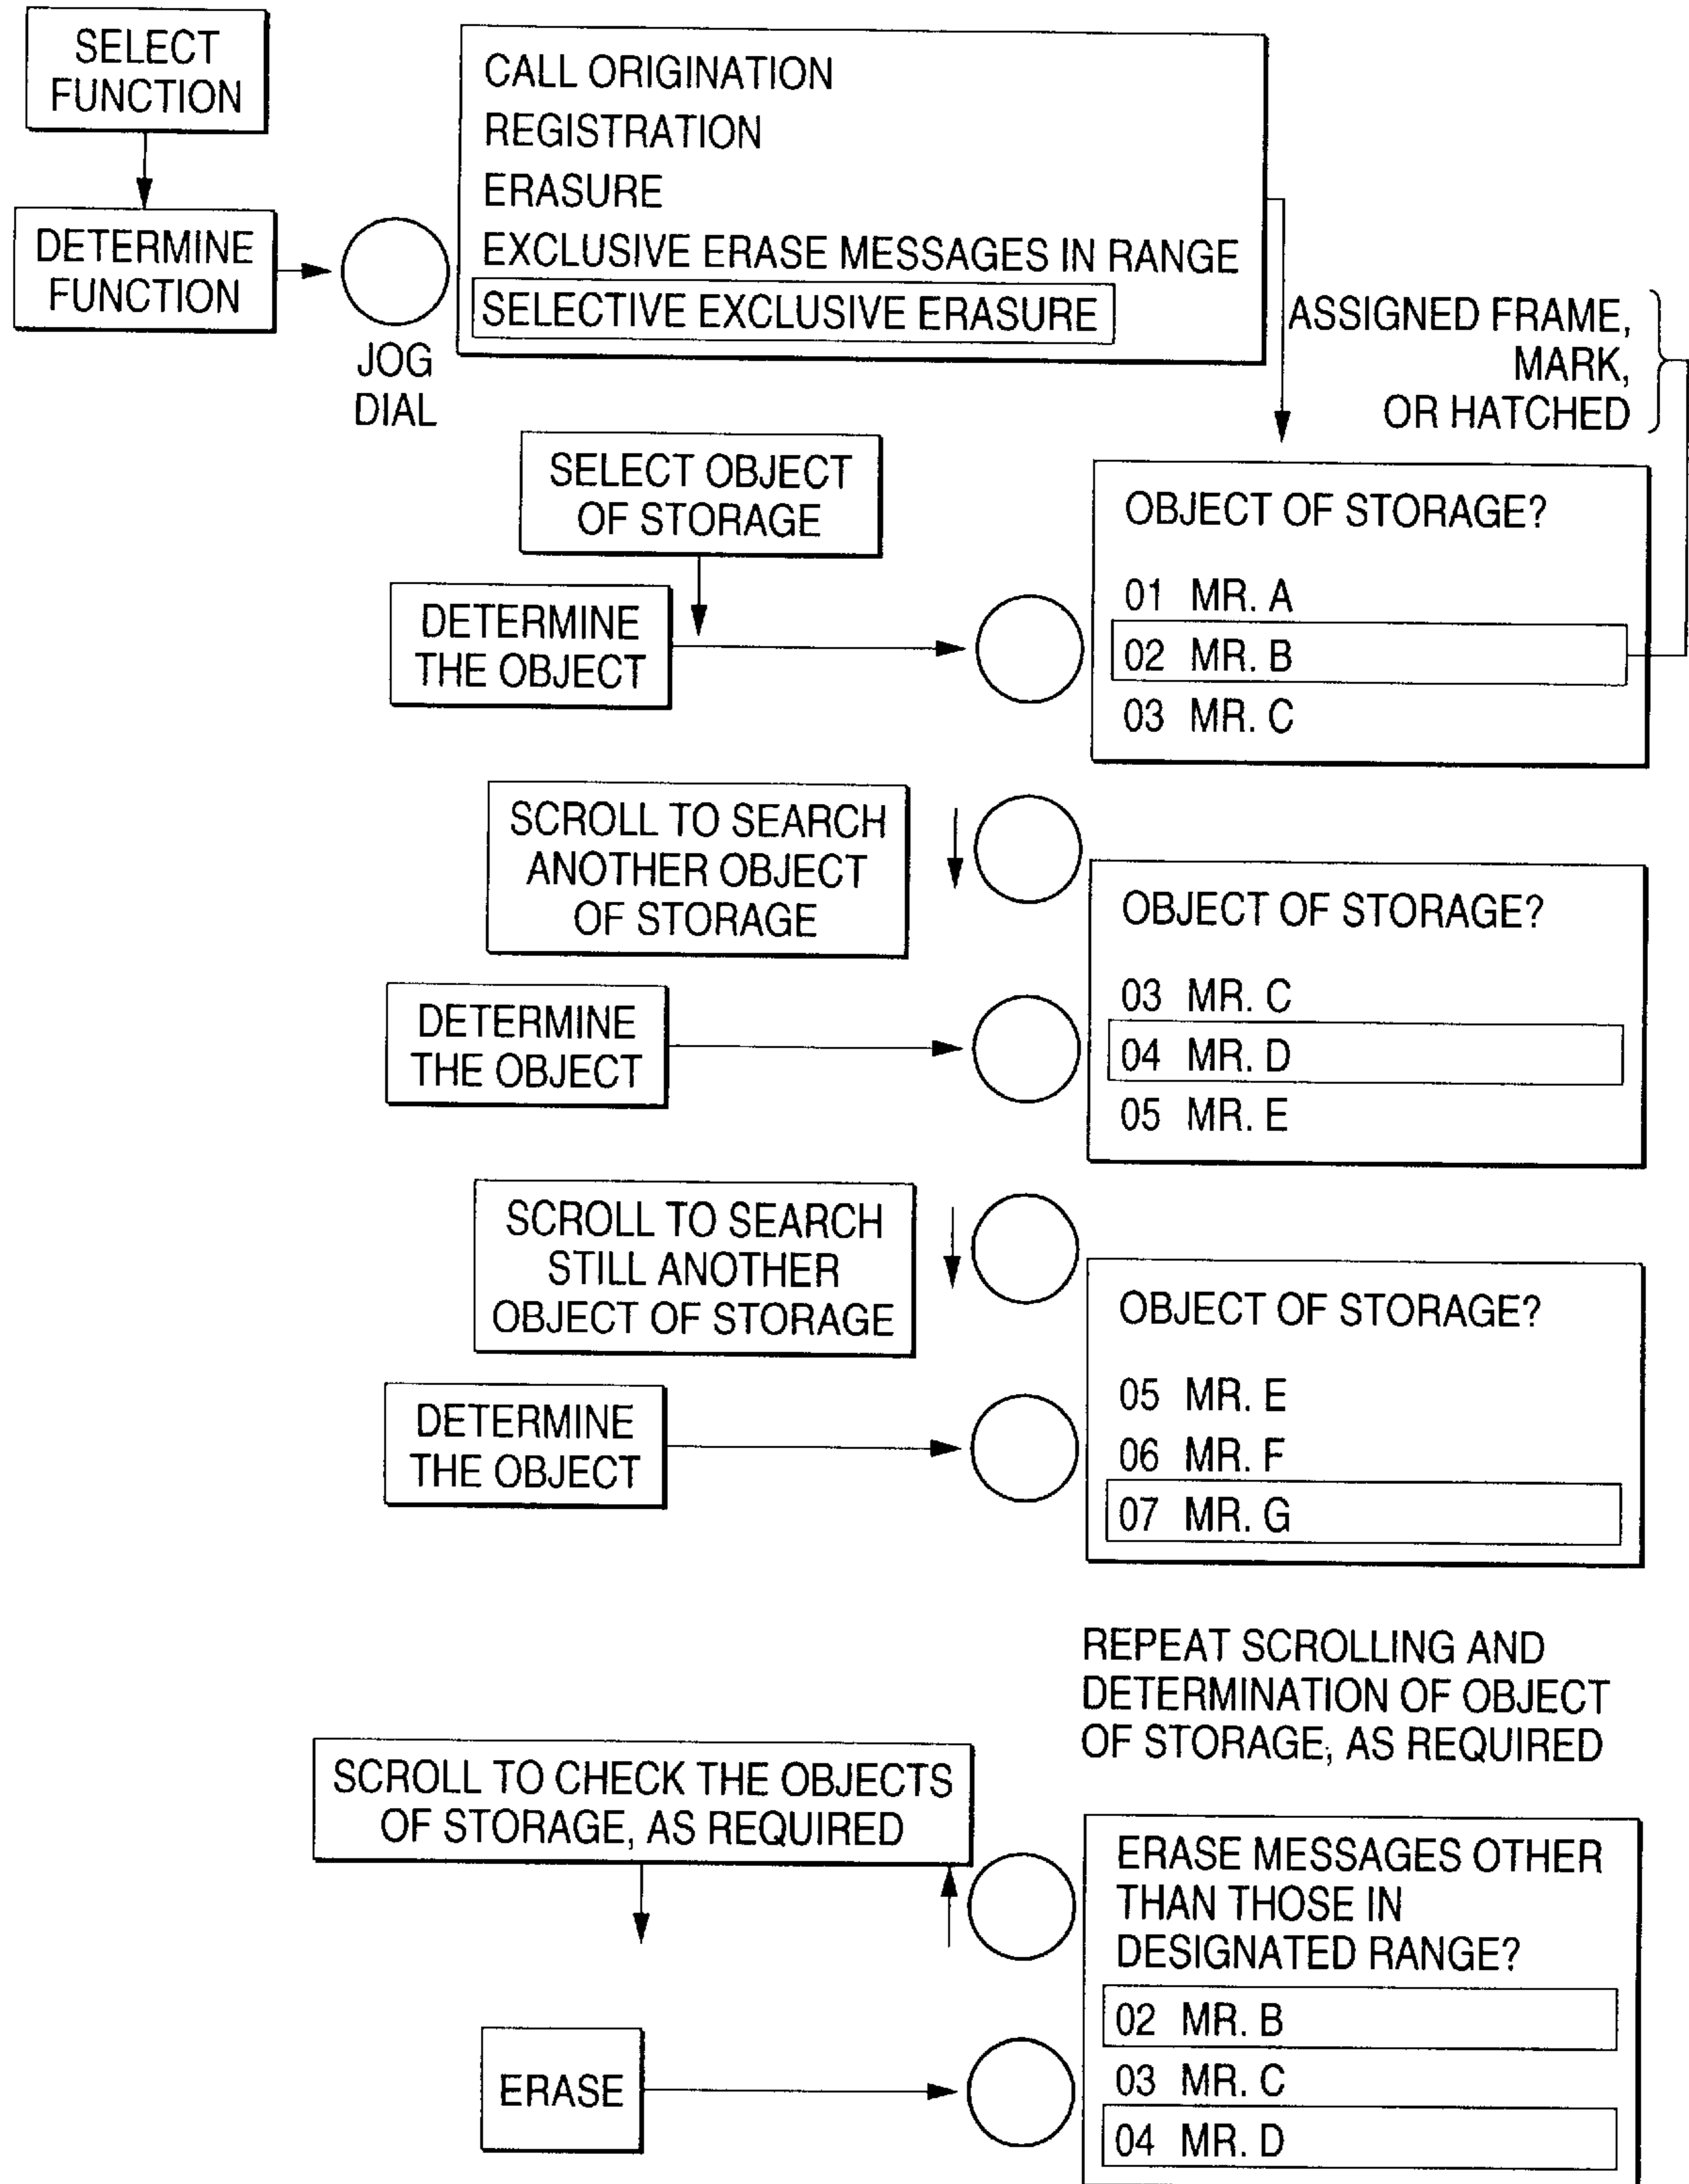 SELECT
FUNCTION
DETERMINE
FUNCTION
JOG
DIAL
CALL ORIGINATION
REGISTRATION
ERASURE
EXCLUSIVE ERASE MESSAGES IN RANGE
SELECTIVE EXCLUSIVE ERASURE
ASSIGNED FRAME,
MARK,
OR HATCHED
SELECT OBJECT
OF STORAGE
DETERMINE
THE OBJECT
OBJECT OF STORAGE?
01 MR. A
02 MR. B
03 MR. C
SCROLL TO SEARCH
ANOTHER OBJECT
OF STORAGE
DETERMINE
THE OBJECT
OBJECT OF STORAGE?
03 MR. C
04 MR. D
05 MR. E
SCROLL TO SEARCH
STILL ANOTHER
OBJECT OF STORAGE
DETERMINE
THE OBJECT
OBJECT OF STORAGE?
05 MR. E
06 MR. F
07 MR. G
REPEAT SCROLLING AND
DETERMINATION OF OBJECT
OF STORAGE, AS REQUIRED
SCROLL TO CHECK THE OBJECTS
OF STORAGE, AS REQUIRED
ERASE
ERASE MESSAGES OTHER
THAN THOSE IN
DESIGNATED RANGE?
02 MR. B
03 MR. C
04 MR. D